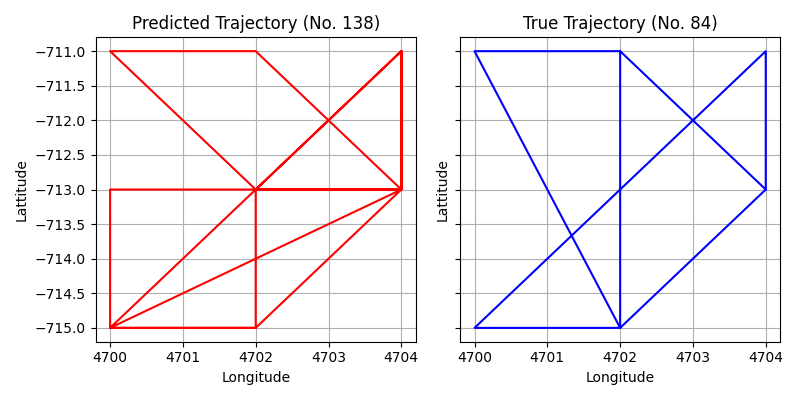 Predicted Trajectory (No. 138)
True Trajectory (No. 84)
Lattitude
−711.0
−711.5
−712.0
−712.5
−713.0
−713.5
−714.0
−714.5
−715.0
4700 4701 4702 4703 4704
Longitude
Lattitude
4700 4701 4702 4703 4704
Longitude